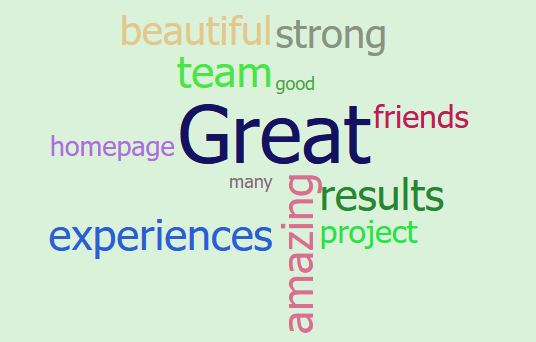 beautiful strong
team good
Great friends
homepage
many
amazing
results
experiences project